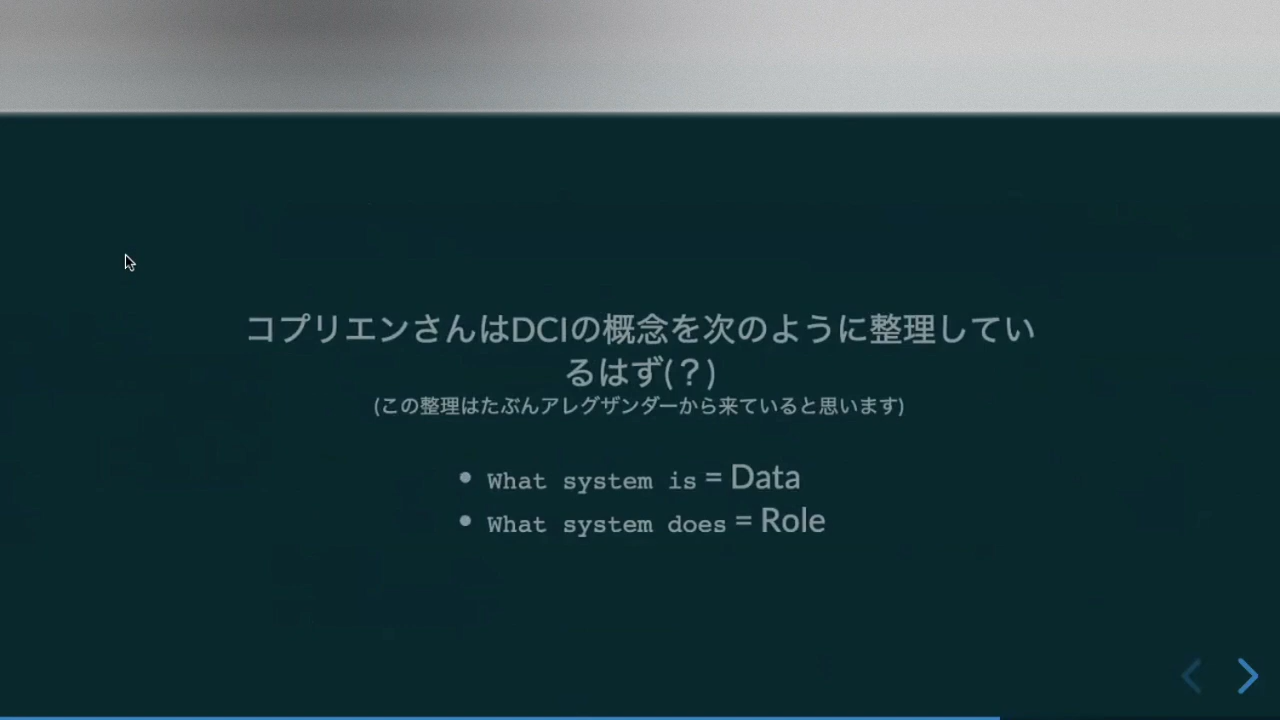 コプリエンさんはDCIの概念を次のように整理してい
るはず(？)
(この整理はたぶんアレグザンダーから来ていると思います)
• What system is = Data
• What system does = Role